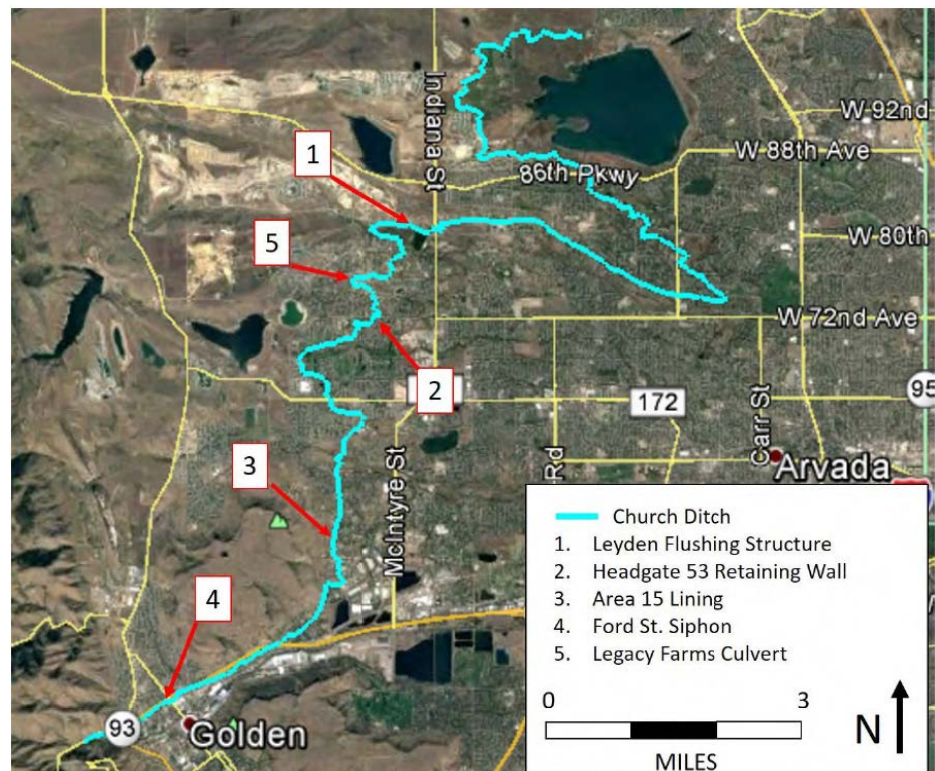 Indiana St
W 92nd
W 88th Ave
86th Pkwy
1
5
W 80th
W 72nd Ave
2
172
95
3
McIntyre St
Rd
Carr St
Arvada
4
93
Golden
Church Ditch
1. Leyden Flushing Structure
2. Headgate 53 Retaining Wall
3. Area 15 Lining
4. Ford St. Siphon
5. Legacy Farms Culvert
0 3
MILES
N